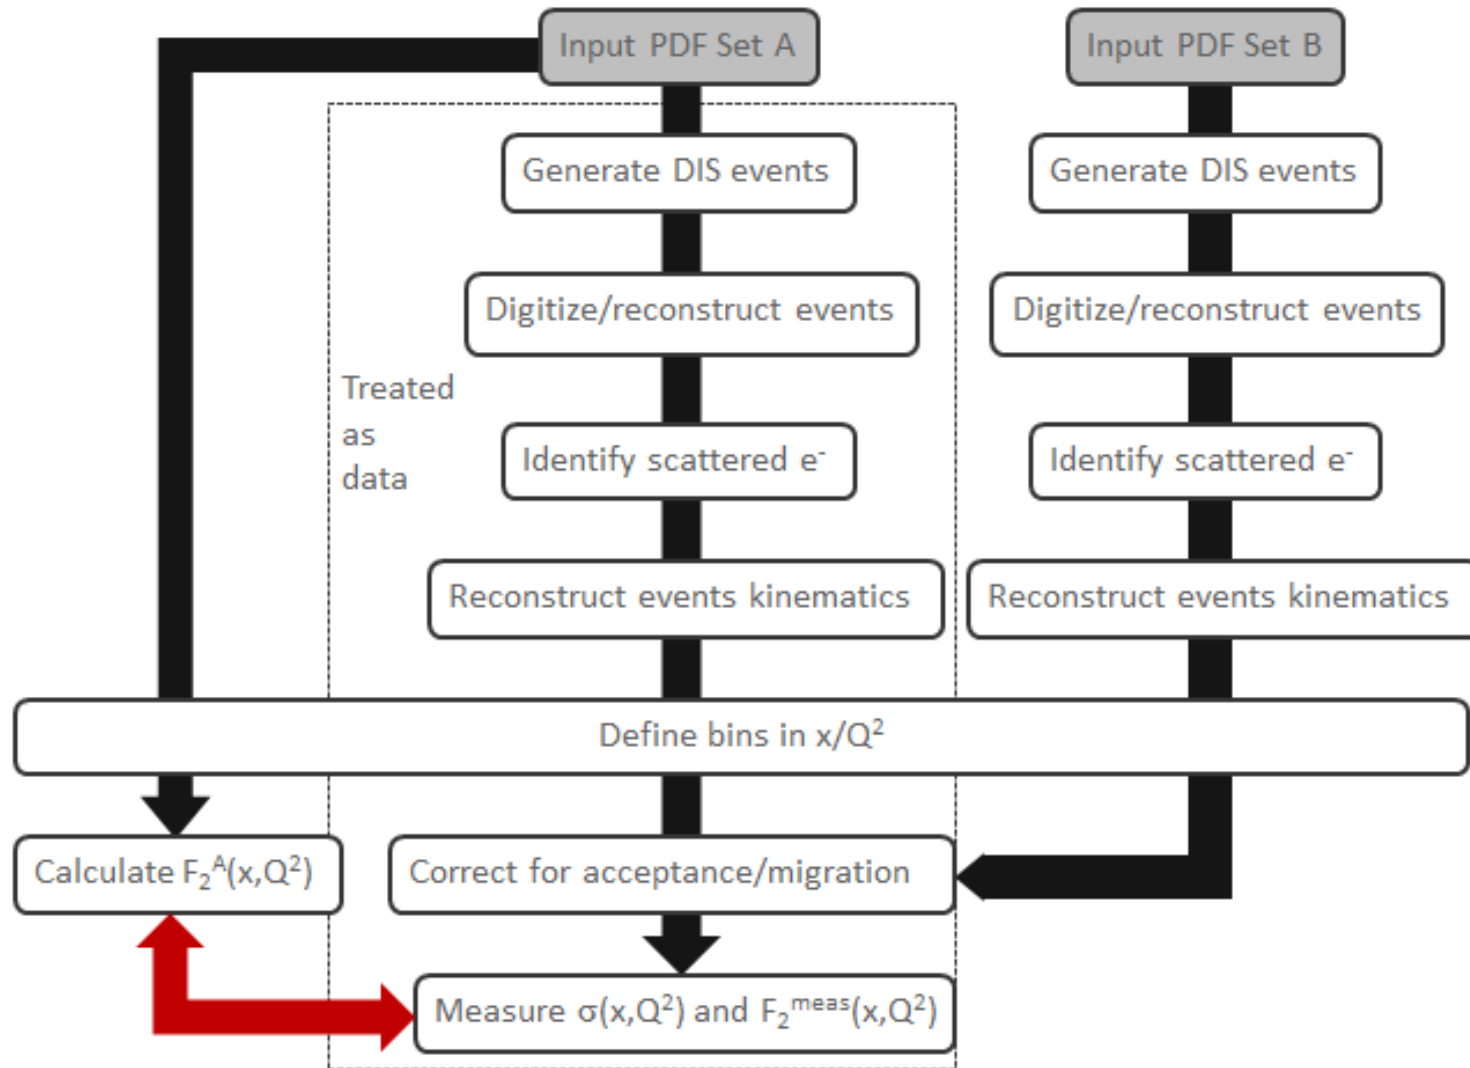 Input PDF Set A
Input PDF Set B
Generate DIS events
Generate DIS events
Digitize/reconstruct events
Digitize/reconstruct events
Treated
as
data
Identify scattered e⁻
Identify scattered e⁻
Reconstruct events kinematics
Reconstruct events kinematics
Define bins in x/Q²
Calculate F₂ᴬ(x,Q²)
Correct for acceptance/migration
Measure σ(x,Q²) and F₂ᵐᵉᵃˢ(x,Q²)